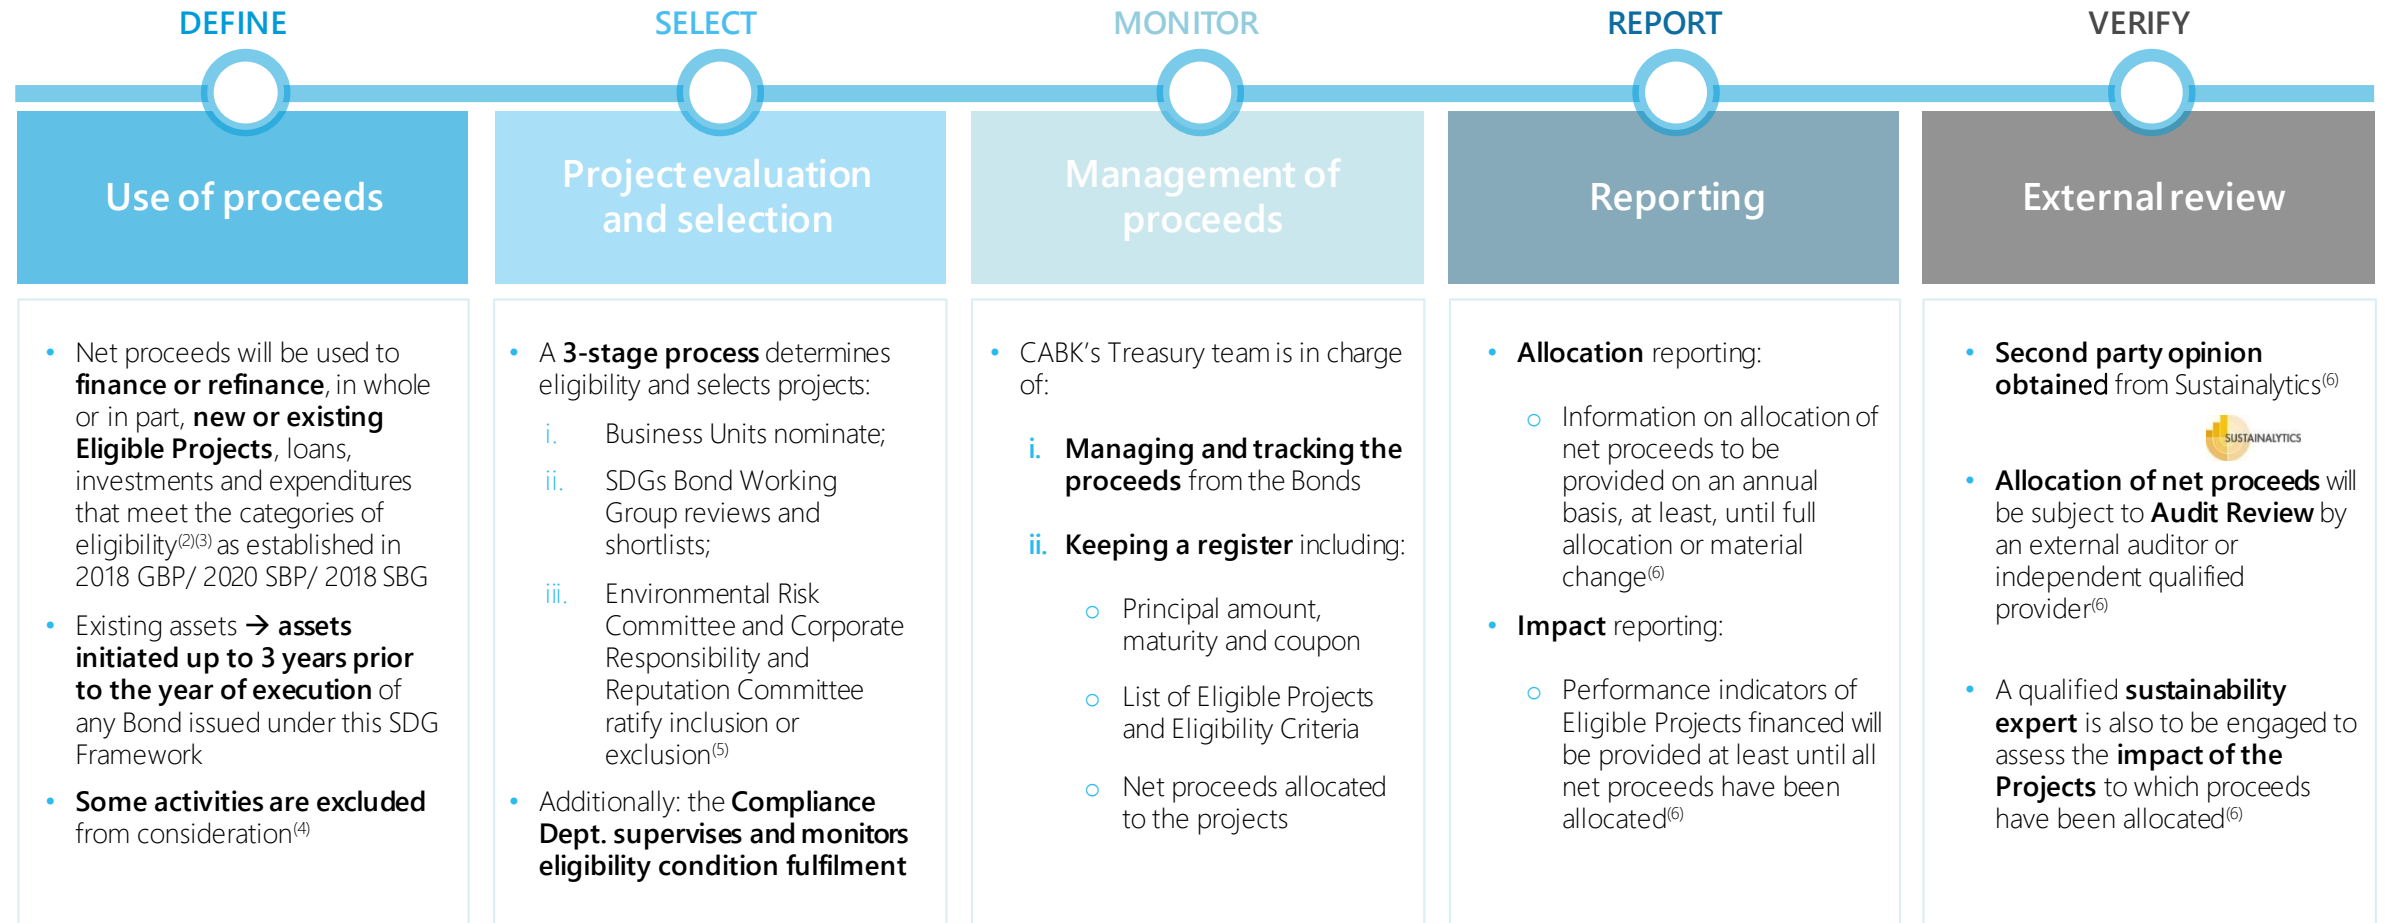 DEFINE
Use of proceeds
• Net proceeds will be used to
finance or refinance, in whole
or in part, new or existing
Eligible Projects, loans,
investments and expenditures
that meet the categories of
eligibility(2)(3) as established in
2018 GBP/ 2020 SBP/ 2018 SBG
• Existing assets → assets
initiated up to 3 years prior
to the year of execution of
any Bond issued under this SDG
Framework
• Some activities are excluded
from consideration(4)
SELECT
Project evaluation
and selection
• A 3-stage process determines
eligibility and selects projects:
i. Business Units nominate;
ii. SDGs Bond Working
Group reviews and
shortlists;
iii. Environmental Risk
Committee and Corporate
Responsibility and
Reputation Committee
ratify inclusion or
exclusion(5)
• Additionally: the Compliance
Dept. supervises and monitors
eligibility condition fulfilment
MONITOR
Management of
proceeds
• CABK's Treasury team is in charge
of:
i. Managing and tracking the
proceeds from the Bonds
ii. Keeping a register including:
o Principal amount,
maturity and coupon
o List of Eligible Projects
and Eligibility Criteria
o Net proceeds allocated
to the projects
REPORT
Reporting
• Allocation reporting:
o Information on allocation of
net proceeds to be
provided on an annual
basis, at least, until full
allocation or material
change(6)
• Impact reporting:
o Performance indicators of
Eligible Projects financed will
be provided at least until all
net proceeds have been
allocated(6)
VERIFY
External review
• Second party opinion
obtained from Sustainalytics(6)
SUSTAINALYTICS
• Allocation of net proceeds will
be subject to Audit Review by
an external auditor or
independent qualified
provider(6)
• A qualified sustainability
expert is also to be engaged to
assess the impact of the
Projects to which proceeds
have been allocated(6)